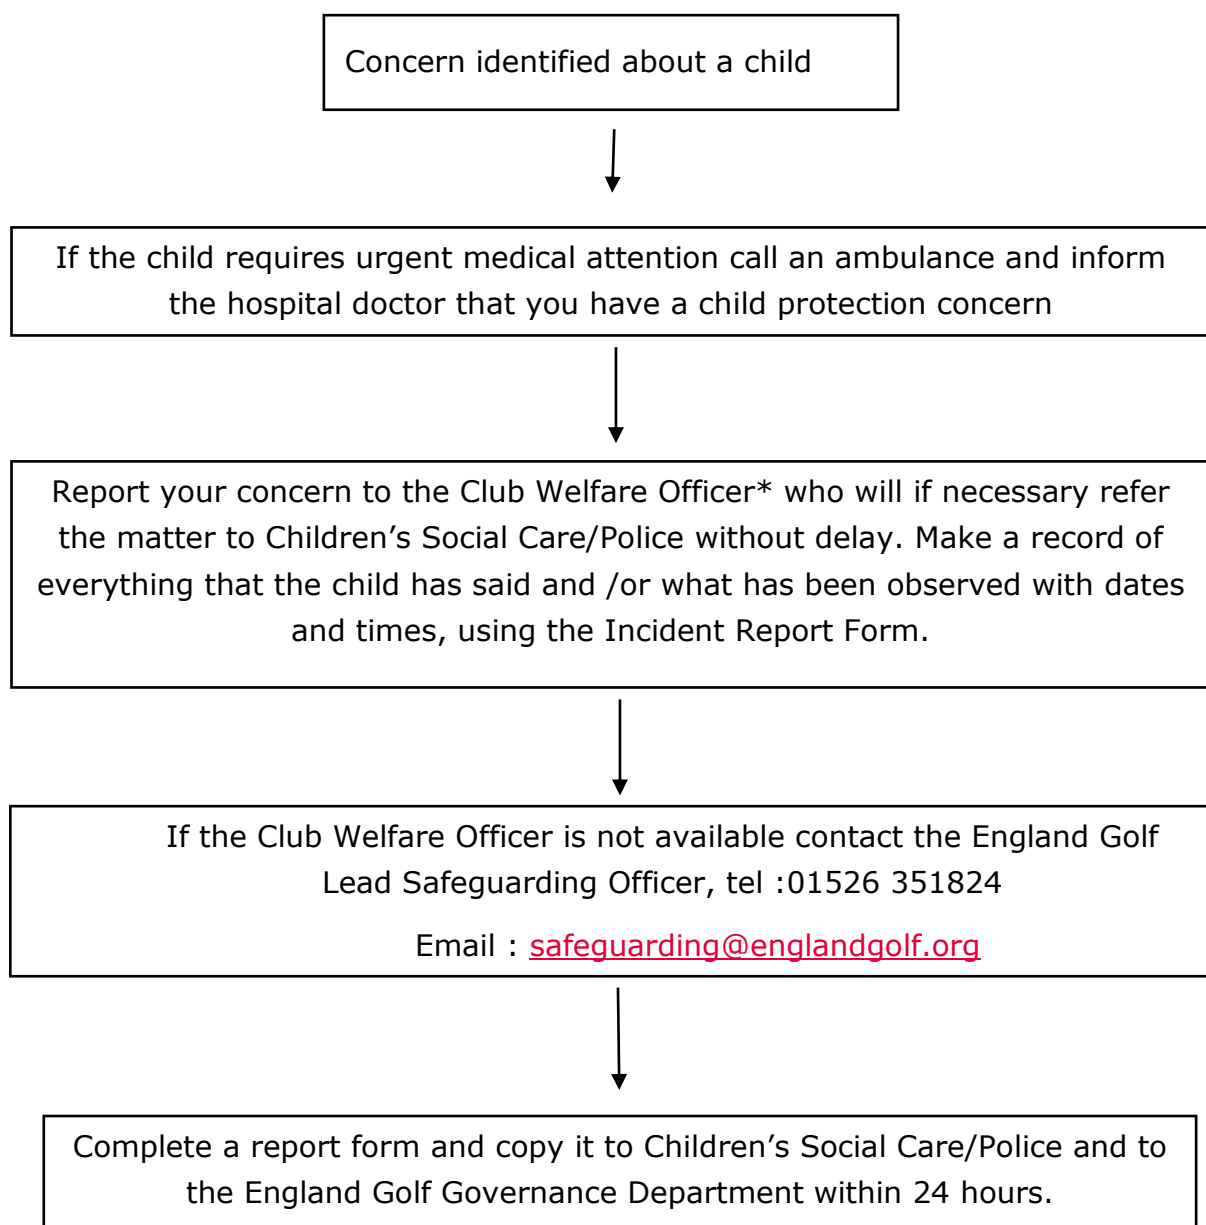 Concern identified about a child
If the child requires urgent medical attention call an ambulance and inform
the hospital doctor that you have a child protection concern
Report your concern to the Club Welfare Officer* who will if necessary refer
the matter to Children’s Social Care/Police without delay. Make a record of
everything that the child has said and /or what has been observed with dates
and times, using the Incident Report Form.
If the Club Welfare Officer is not available contact the England Golf
Lead Safeguarding Officer, tel :01526 351824
Email : safeguarding@englandgolf.org
Complete a report form and copy it to Children’s Social Care/Police and to
the England Golf Governance Department within 24 hours.